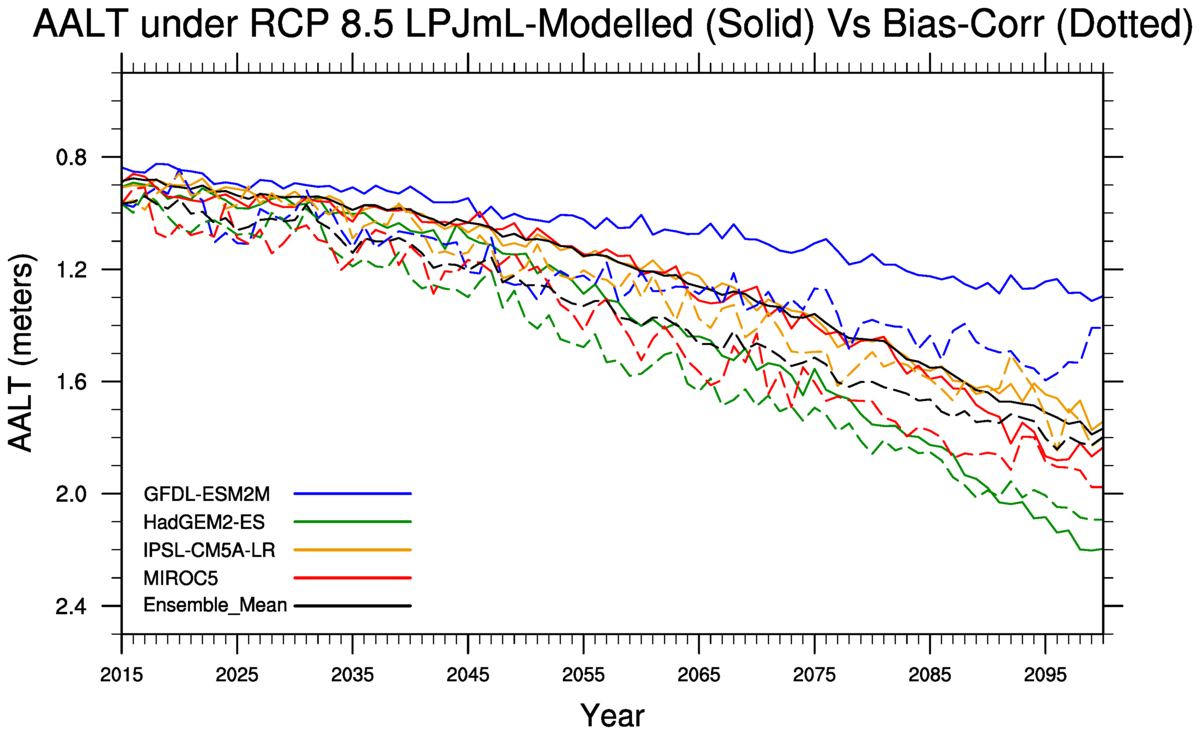 AALT under RCP 8.5 LPJmL-Modelled (Solid) Vs Bias-Corr (Dotted)
AALT (meters)
0.8
1.2
1.6
2.0
2.4
GFDL-ESM2M
HadGEM2-ES
IPSL-CM5A-LR
MIROC5
Ensemble_Mean
2015 2025 2035 2045 2055 2065 2075 2085 2095
Year